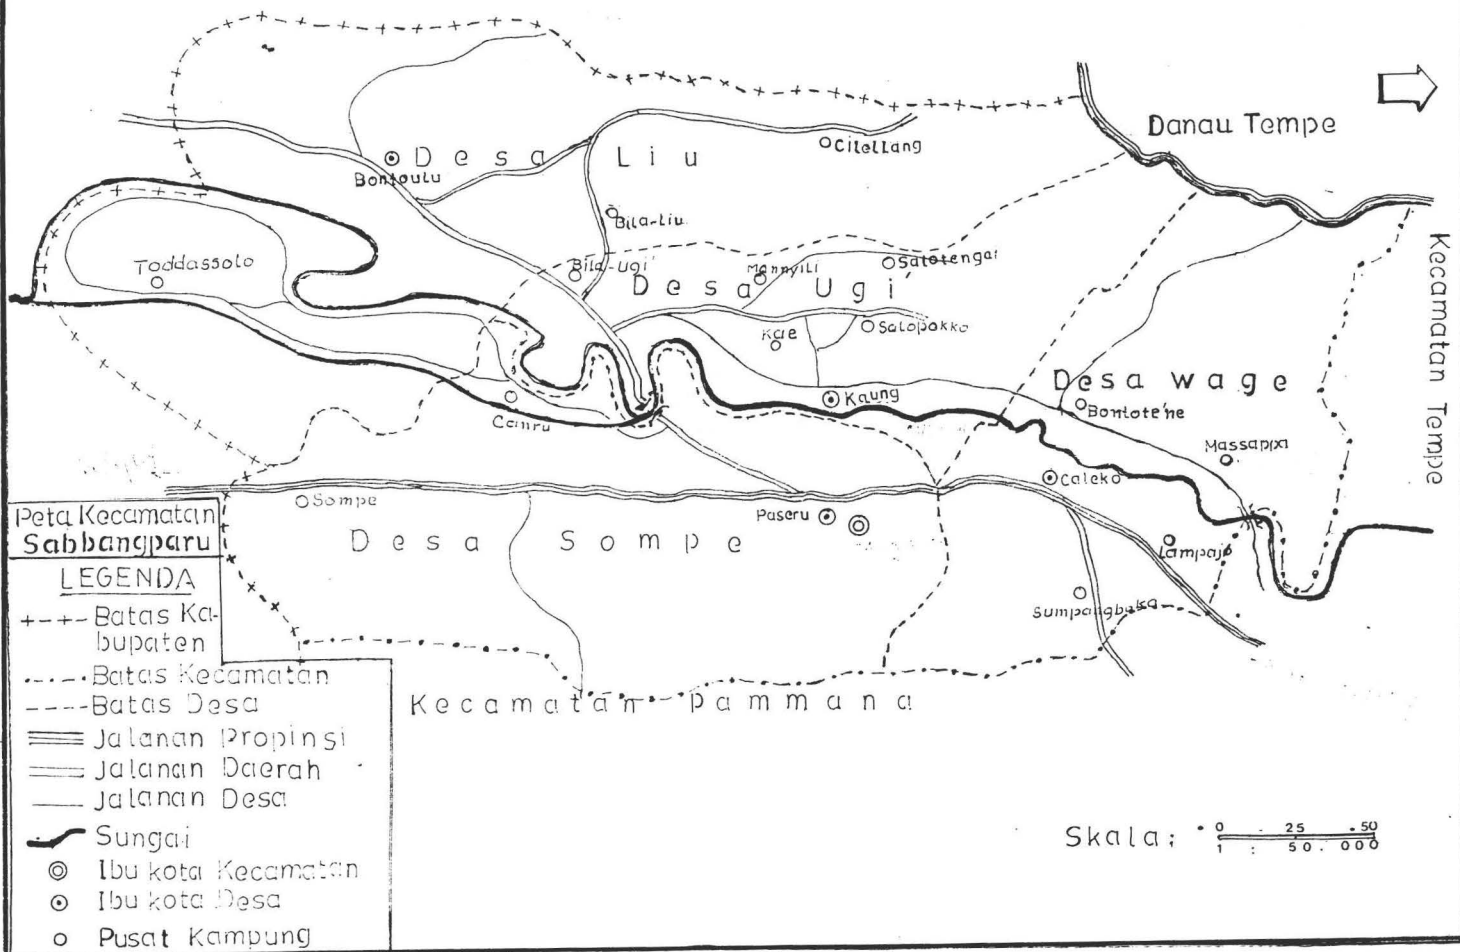 Danau Tempe
Desa Liu
Cilellang
Bontoulu
Bila-Liu
Toddassolo
Bila-Ugi
Mannyili
Salotengai
Desa Ugi
Kae
Salopokko
Kecamatan Tempe
Desa wage
Canru
Kaung
Bontote'ne
Massappa
Sompe
Caleko
Paseru
Desa Sompe
Lampajo
Sumpangbaka
Kecamatan pammana
Peta Kecamatan
Sabbangparu
LEGENDA
Batas Ka-
bupaten
Batas Kecamatan
Batas Desa
Jalanan Propinsi
Jalanan Daerah
Jalanan Desa
Sungai
Ibu kota Kecamatan
Ibu kota Desa
Pusat Kampung
Skala; 0 25 50
1 : 50.000